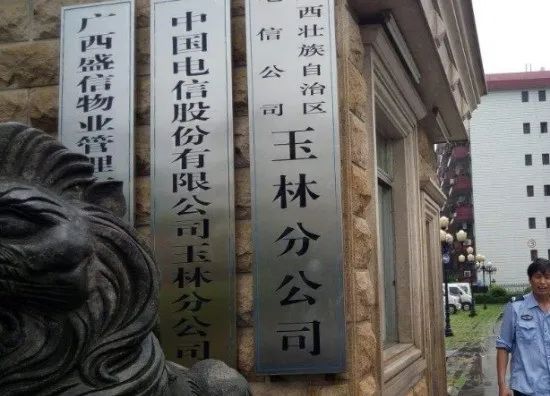 广西盛信物业管理
中国电信股份有限公司玉林分公司
西壮族自治区
电信公司
玉林分公司